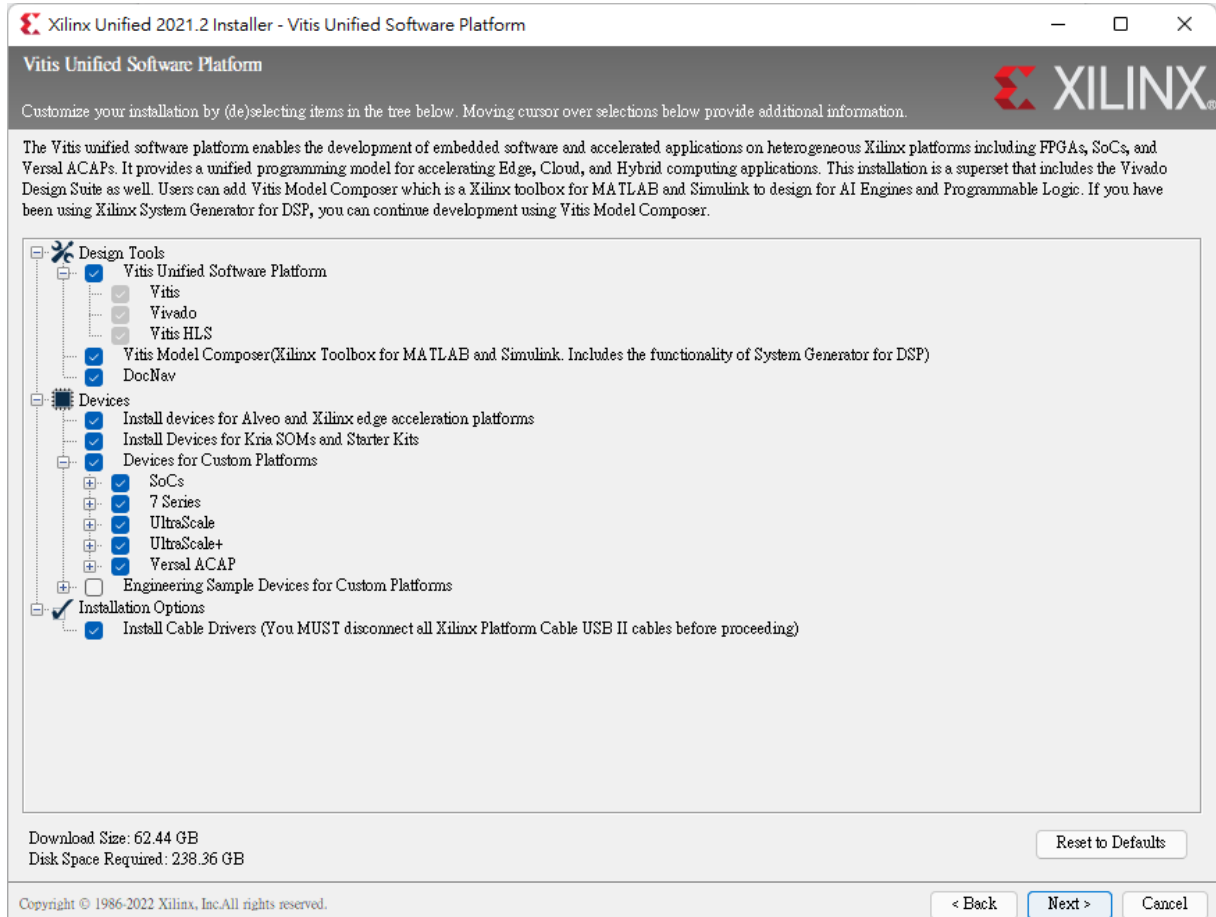 Xilinx Unified 2021.2 Installer - Vitis Unified Software Platform
Vitis Unified Software Platform
XILINX®
Customize your installation by (de)selecting items in the tree below. Moving cursor over selections below provide additional information.
The Vitis unified software platform enables the development of embedded software and accelerated applications on heterogeneous Xilinx platforms including FPGAs, SoCs, and
Versal ACAPs. It provides a unified programming model for accelerating Edge, Cloud, and Hybrid computing applications. This installation is a superset that includes the Vivado
Design Suite as well. Users can add Vitis Model Composer which is a Xilinx toolbox for MATLAB and Simulink to design for AI Engines and Programmable Logic. If you have
been using Xilinx System Generator for DSP, you can continue development using Vitis Model Composer.
Design Tools
Vitis Unified Software Platform
Vitis
Vivado
Vitis HLS
Vitis Model Composer(Xilinx Toolbox for MATLAB and Simulink. Includes the functionality of System Generator for DSP)
DocNav
Devices
Install devices for Alveo and Xilinx edge acceleration platforms
Install Devices for Kria SOMs and Starter Kits
Devices for Custom Platforms
SoCs
7 Series
UltraScale
UltraScale+
Versal ACAP
Engineering Sample Devices for Custom Platforms
Installation Options
Install Cable Drivers (You MUST disconnect all Xilinx Platform Cable USB II cables before proceeding)
Download Size: 62.44 GB
Disk Space Required: 238.36 GB
Reset to Defaults
Copyright © 1986-2022 Xilinx, Inc.All rights reserved.
< Back
Next >
Cancel